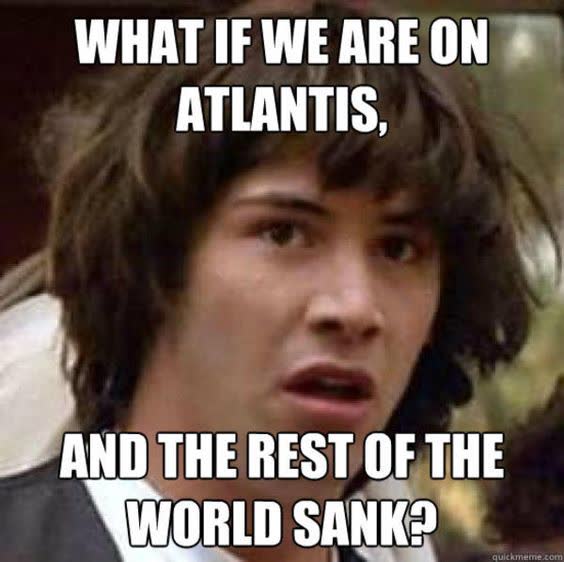 WHAT IF WE ARE ON
ATLANTIS,
AND THE REST OF THE
WORLD SANK?
quickmeme.com